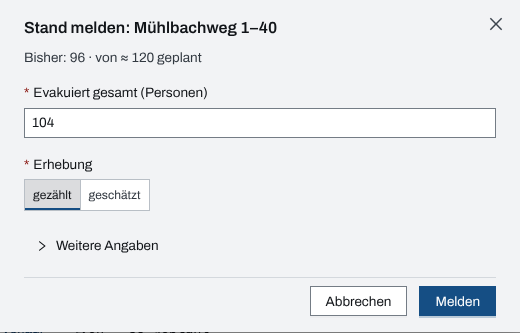 Stand melden: Mühlbachweg 1–40
Bisher: 96 · von ≈ 120 geplant
* Evakuiert gesamt (Personen)
104
* Erhebung
gezählt geschätzt
Weitere Angaben
Abbrechen Melden